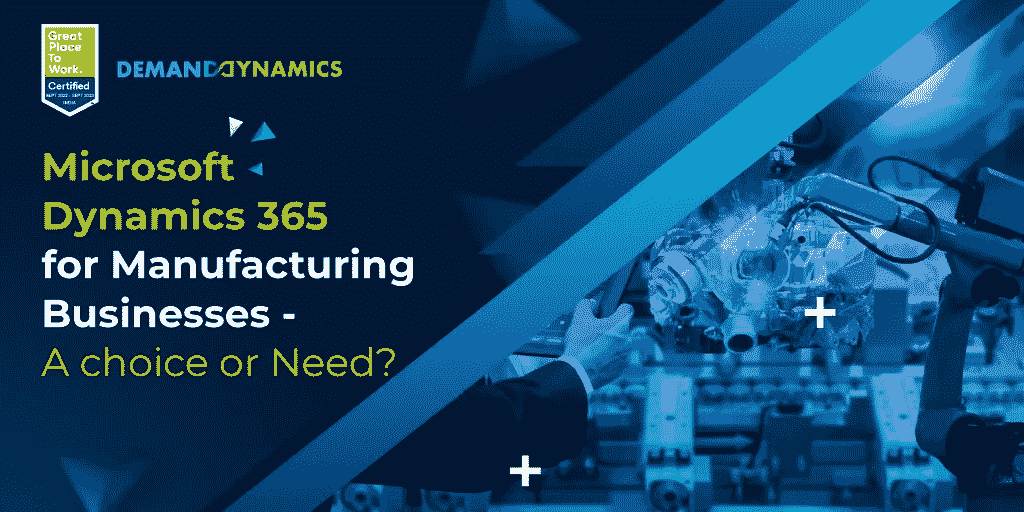 Great
Place
To
Work.
Certified
SEPT 2022 - SEPT 2023
INDIA
DEMANDDYNAMICS
Microsoft
Dynamics 365
for Manufacturing
Businesses -
A choice or Need?